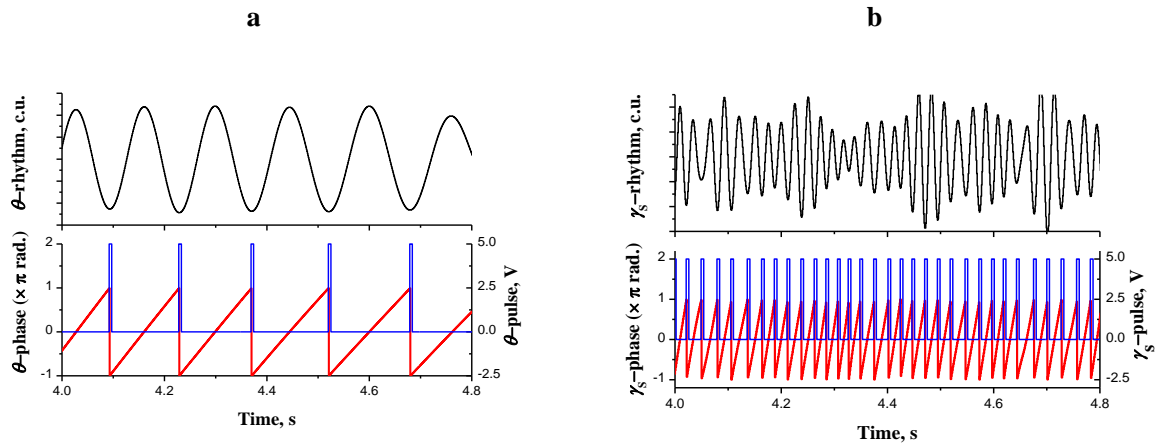 a
b
θ–rhythm, c.u.
γs–rhythm, c.u.
θ–phase (× π rad.)
2
1
0
-1
5.0
2.5
0.0
-2.5
θ–pulse, V
4.0 4.2 4.4 4.6 4.8
Time, s
γs–phase (× π rad.)
2
1
0
-1
5.0
2.5
0.0
-2.5
γs–pulse, V
4.0 4.2 4.4 4.6 4.8
Time, s